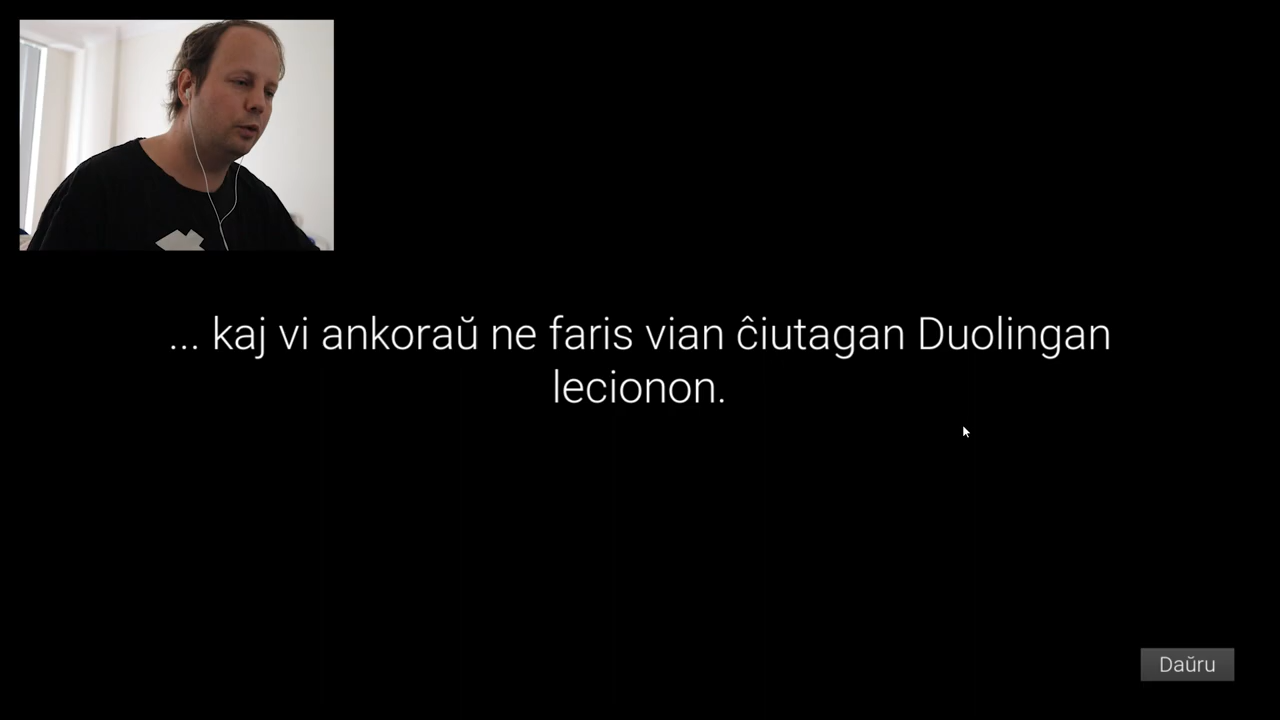 ... kaj vi ankoraŭ ne faris vian ĉiutagan Duolingan
lecionon.
Daŭru